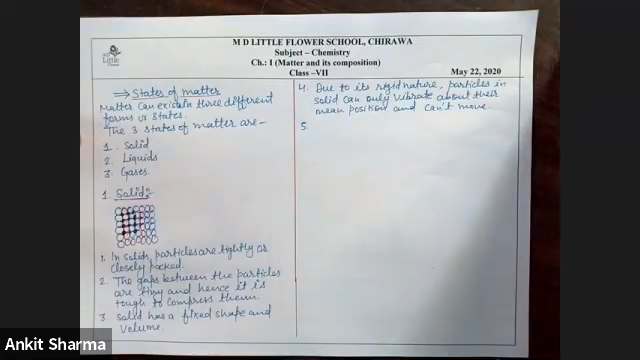 M D LITTLE FLOWER SCHOOL, CHIRAWA
Subject – Chemistry
Ch.: I (Matter and its composition)
Class –VII
May 22, 2020
Little
Flower
⇒ States of matter
Matter can exist in three different
forms or states.
The 3 states of matter are-
1. Solid
2. Liquids
3. Gases.
1. Solid:
1. In solids, particles are tightly or
closely packed.
2. The gaps between the particles
are tiny and hence it is
tough to compress them.
3. Solid has a fixed shape and
volume.
4. Due to its rigid nature, particles in
solid can only vibrate about their
mean position and can't move.
5.
Ankit Sharma